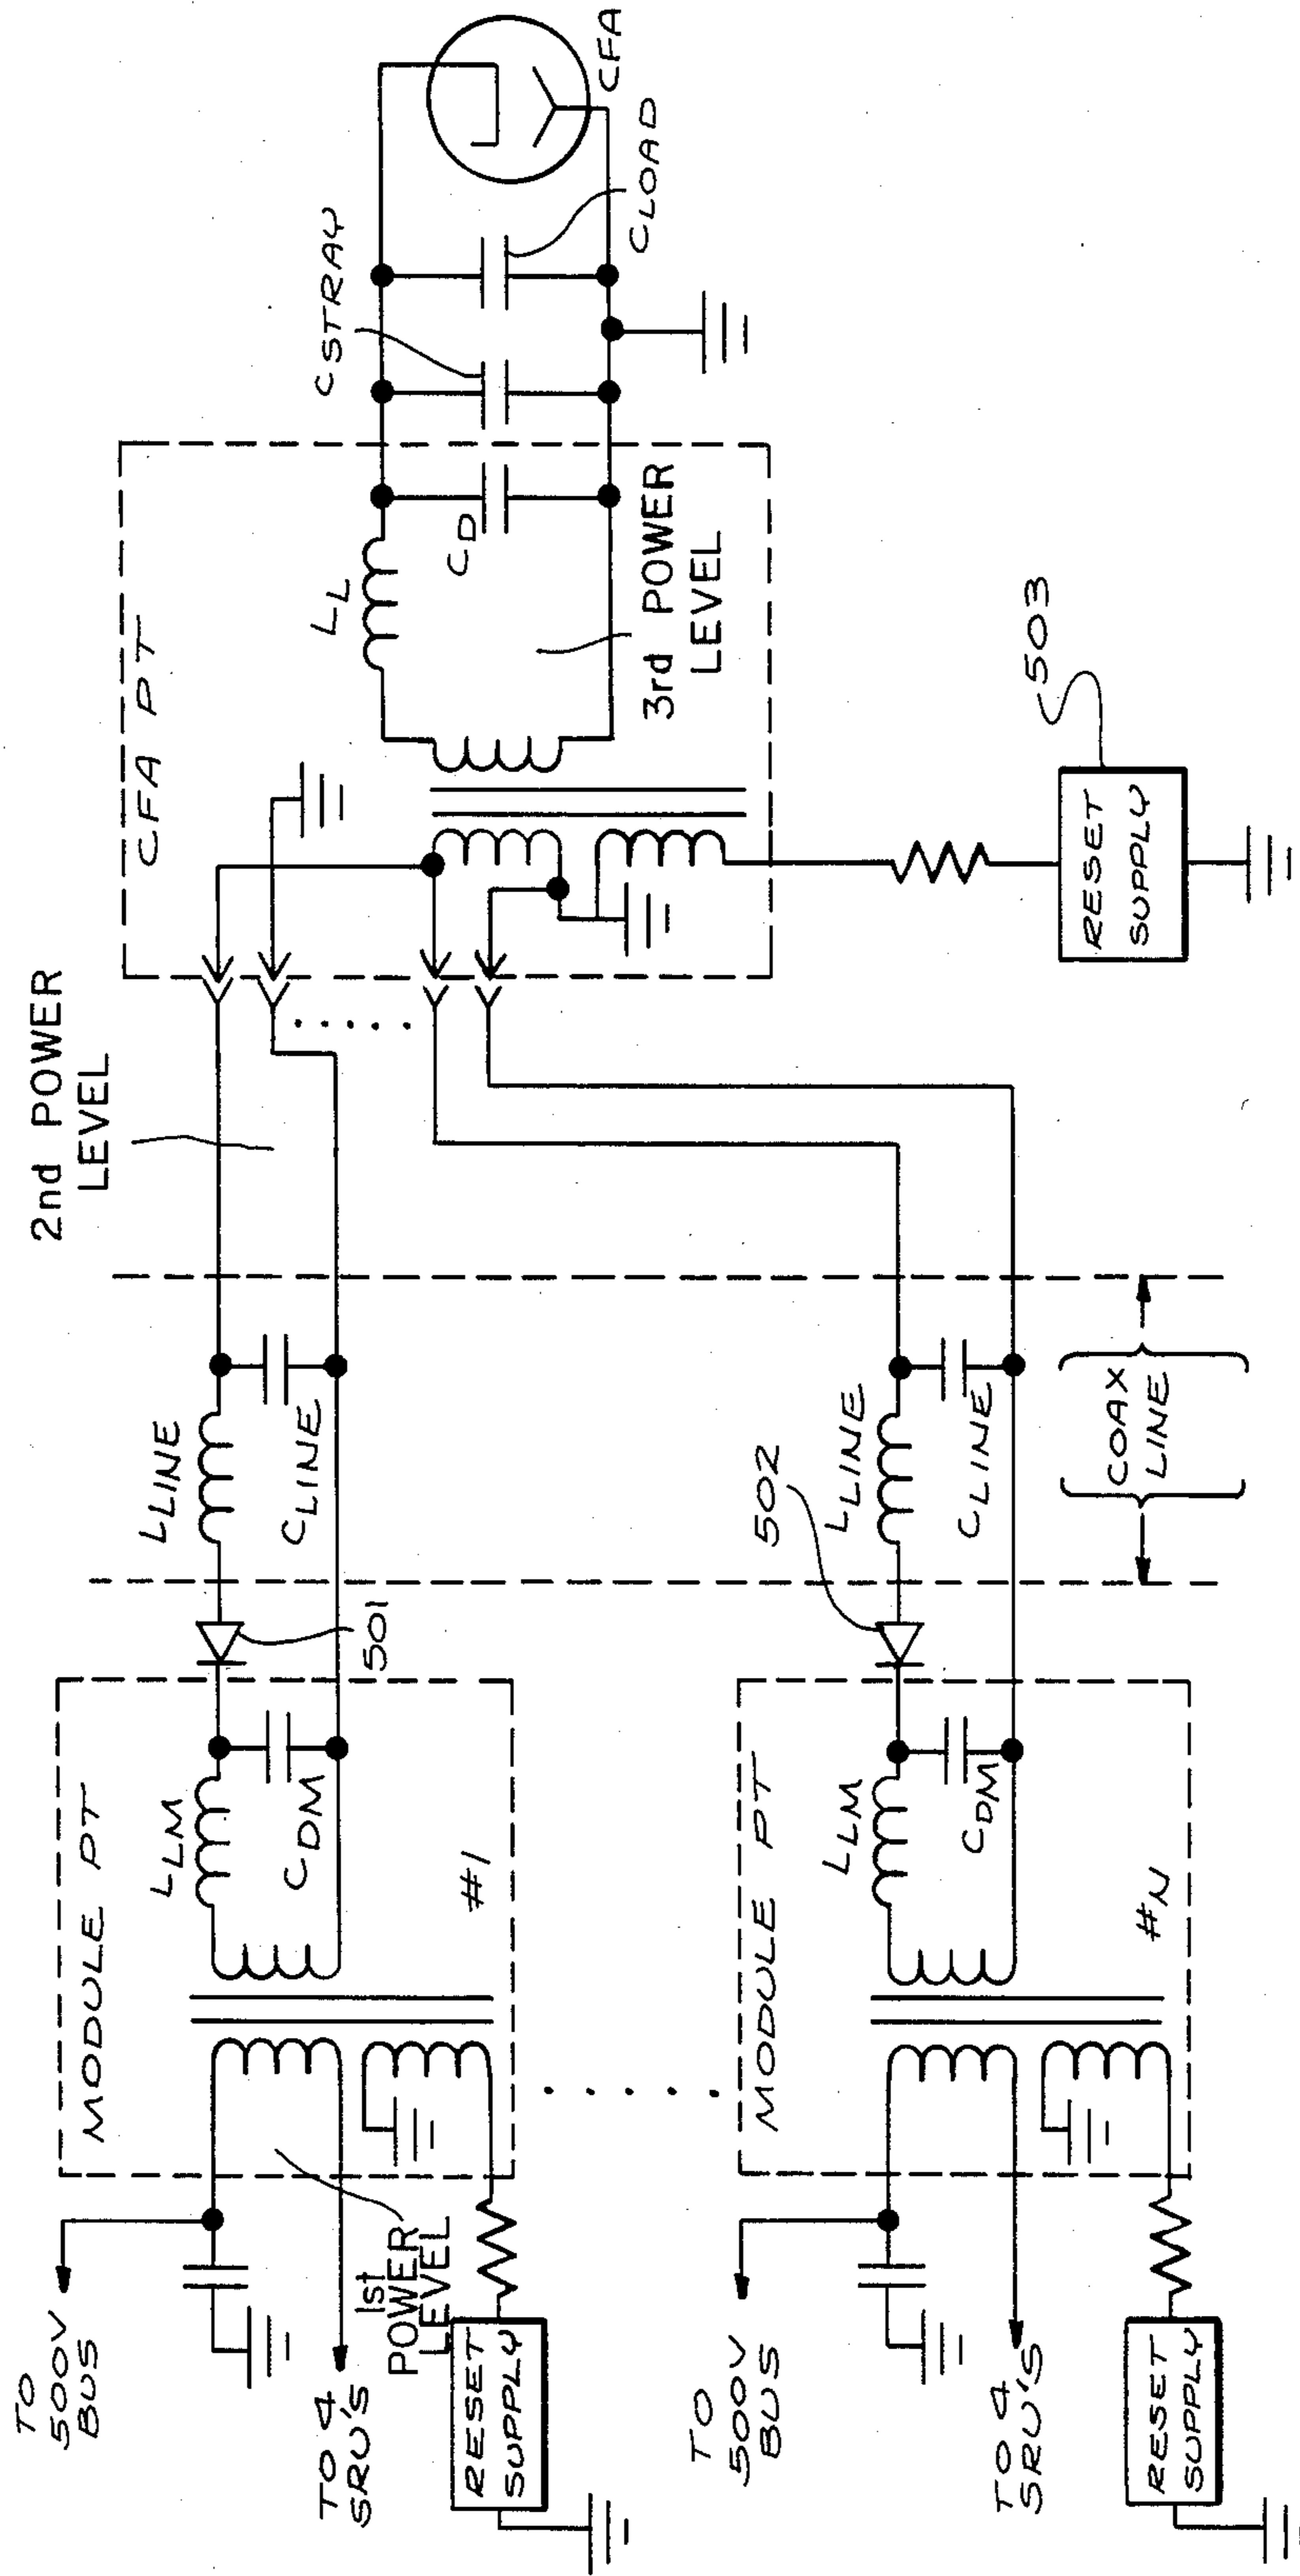 TO
500V
BUS
TO 4
SRU'S
1st
POWER
LEVEL
RESET
SUPPLY
MODULE PT
LLM
CDM
#1
501
LLINE
CLINE
2nd POWER
LEVEL
CFA PT
LL
CD
3rd POWER
LEVEL
CSTRAY
CLOAD
CFA
RESET
SUPPLY
503
TO
500V
BUS
TO 4
SRU'S
RESET
SUPPLY
MODULE PT
LLM
CDM
#N
502
LLINE
CLINE
COAX
LINE